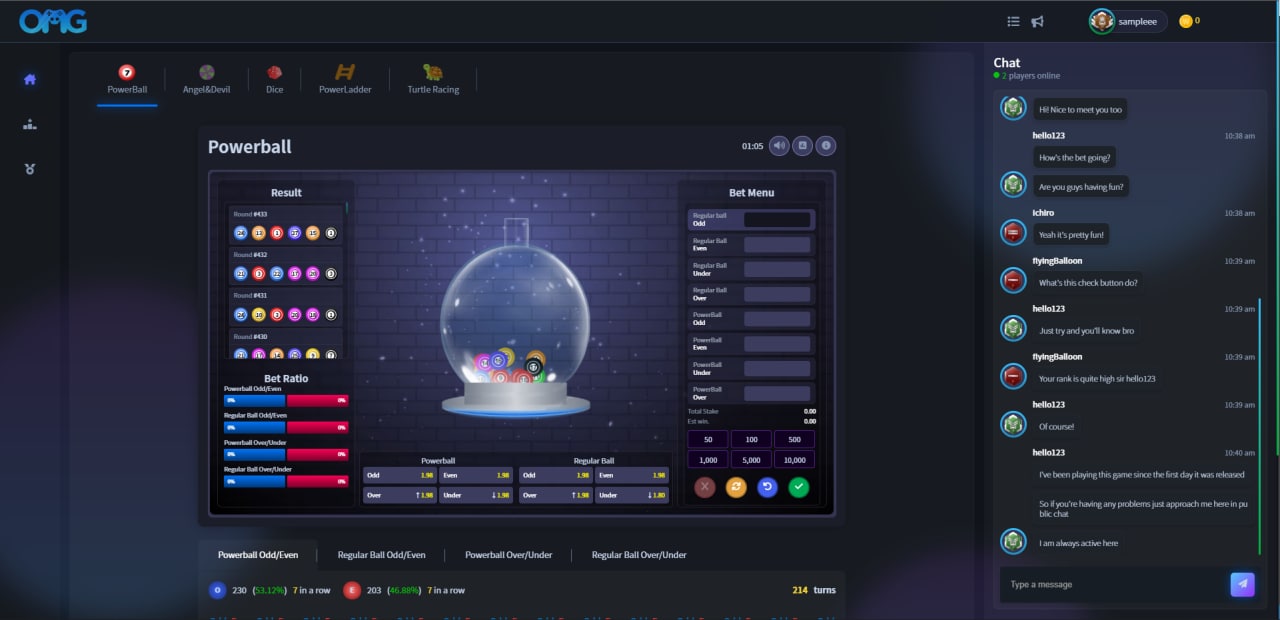 OMG
sampleee
0
PowerBall
Angel&Devil
Dice
PowerLadder
Turtle Racing
Powerball
01:05
Result
Round #433
Round #432
Round #431
Round #430
Bet Ratio
Powerball Odd/Even
0% 0%
Regular Ball Odd/Even
0% 0%
Powerball Over/Under
0% 0%
Regular Ball Over/Under
0% 0%
Powerball
Odd 1.98 Even 1.98
Over ↑1.98 Under ↓1.98
Regular Ball
Odd 1.98 Even 1.98
Over ↑1.98 Under ↓1.80
Bet Menu
Regular ball
Odd
Regular Ball
Even
Regular Ball
Under
Regular Ball
Over
PowerBall
Odd
PowerBall
Even
PowerBall
Under
PowerBall
Over
Total Stake 0.00
Est win. 0.00
50 100 500
1,000 5,000 10,000
Powerball Odd/Even
Regular Ball Odd/Even
Powerball Over/Under
Regular Ball Over/Under
O 230 (53.12%) 7 in a row
E 203 (46.88%) 7 in a row
214 turns
Chat
2 players online
Hi! Nice to meet you too
hello123 10:38 am
How's the bet going?
Are you guys having fun?
Ichiro 10:38 am
Yeah it's pretty fun!
flyingBalloon 10:39 am
What's this check button do?
hello123 10:39 am
Just try and you'll know bro
flyingBalloon 10:39 am
Your rank is quite high sir hello123
hello123 10:39 am
Of course!
hello123 10:40 am
I've been playing this game since the first day it was released
So if you're having any problems just approach me here in pu
blic chat
I am always active here
Type a message